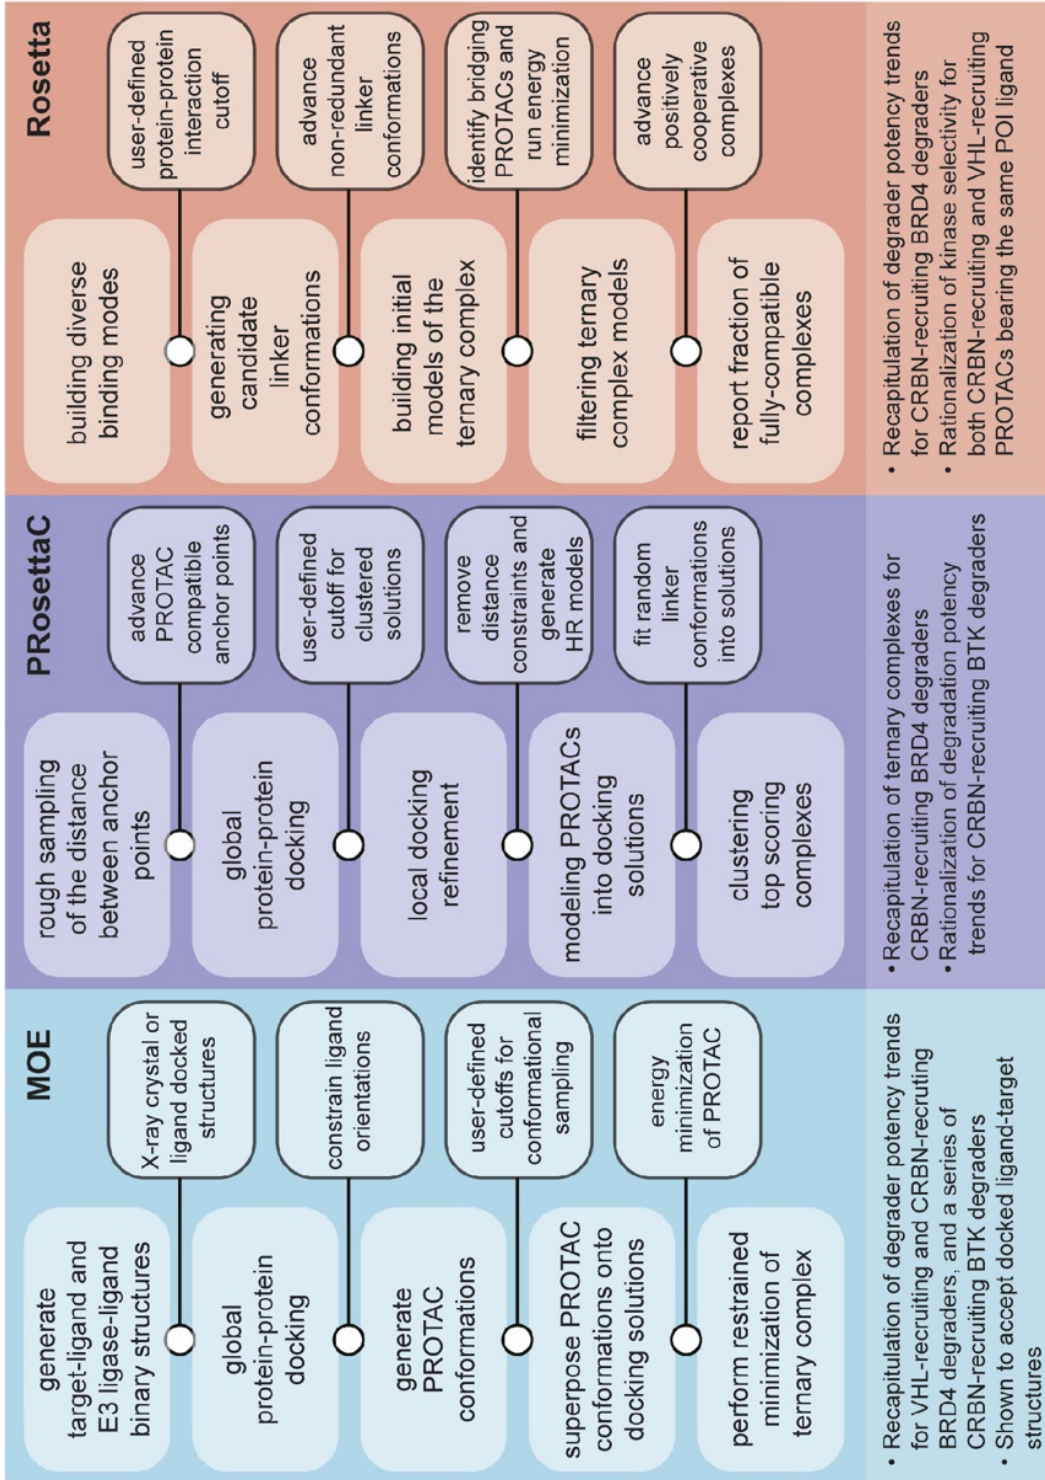 MOE
generate
target-ligand and
E3 ligase-ligand
binary structures
X-ray crystal or
ligand docked
structures
global
protein-protein
docking
constrain ligand
orientations
generate
PROTAC
conformations
user-defined
cutoffs for
conformational
sampling
superpose PROTAC
conformations onto
docking solutions
energy
minimization
of PROTAC
perform restrained
minimization of
ternary complex
• Recapitulation of degrader potency trends
for VHL-recruiting and CRBN-recruiting
BRD4 degraders, and a series of
CRBN-recruiting BTK degraders
• Shown to accept docked ligand-target
structures
PRosettaC
rough sampling
of the distance
between anchor
points
advance
PROTAC
compatible
anchor points
global
protein-protein
docking
user-defined
cutoff for
clustered
solutions
local docking
refinement
remove
distance
constraints and
generate
HR models
modeling PROTACs
into docking
solutions
fit random
linker
conformations
into solutions
clustering
top scoring
complexes
• Recapitulation of ternary complexes for
CRBN-recruiting BRD4 degraders
• Rationalization of degradation potency
trends for CRBN-recruiting BTK degraders
Rosetta
building diverse
binding modes
user-defined
protein-protein
interaction
cutoff
generating
candidate
linker
conformations
advance
non-redundant
linker
conformations
building initial
models of the
ternary complex
identify bridging
PROTACs and
run energy
minimization
filtering ternary
complex models
advance
positively
cooperative
complexes
report fraction of
fully-compatible
complexes
• Recapitulation of degrader potency trends
for CRBN-recruiting BRD4 degraders
• Rationalization of kinase selectivity for
both CRBN-recruiting and VHL-recruiting
PROTACs bearing the same POI ligand